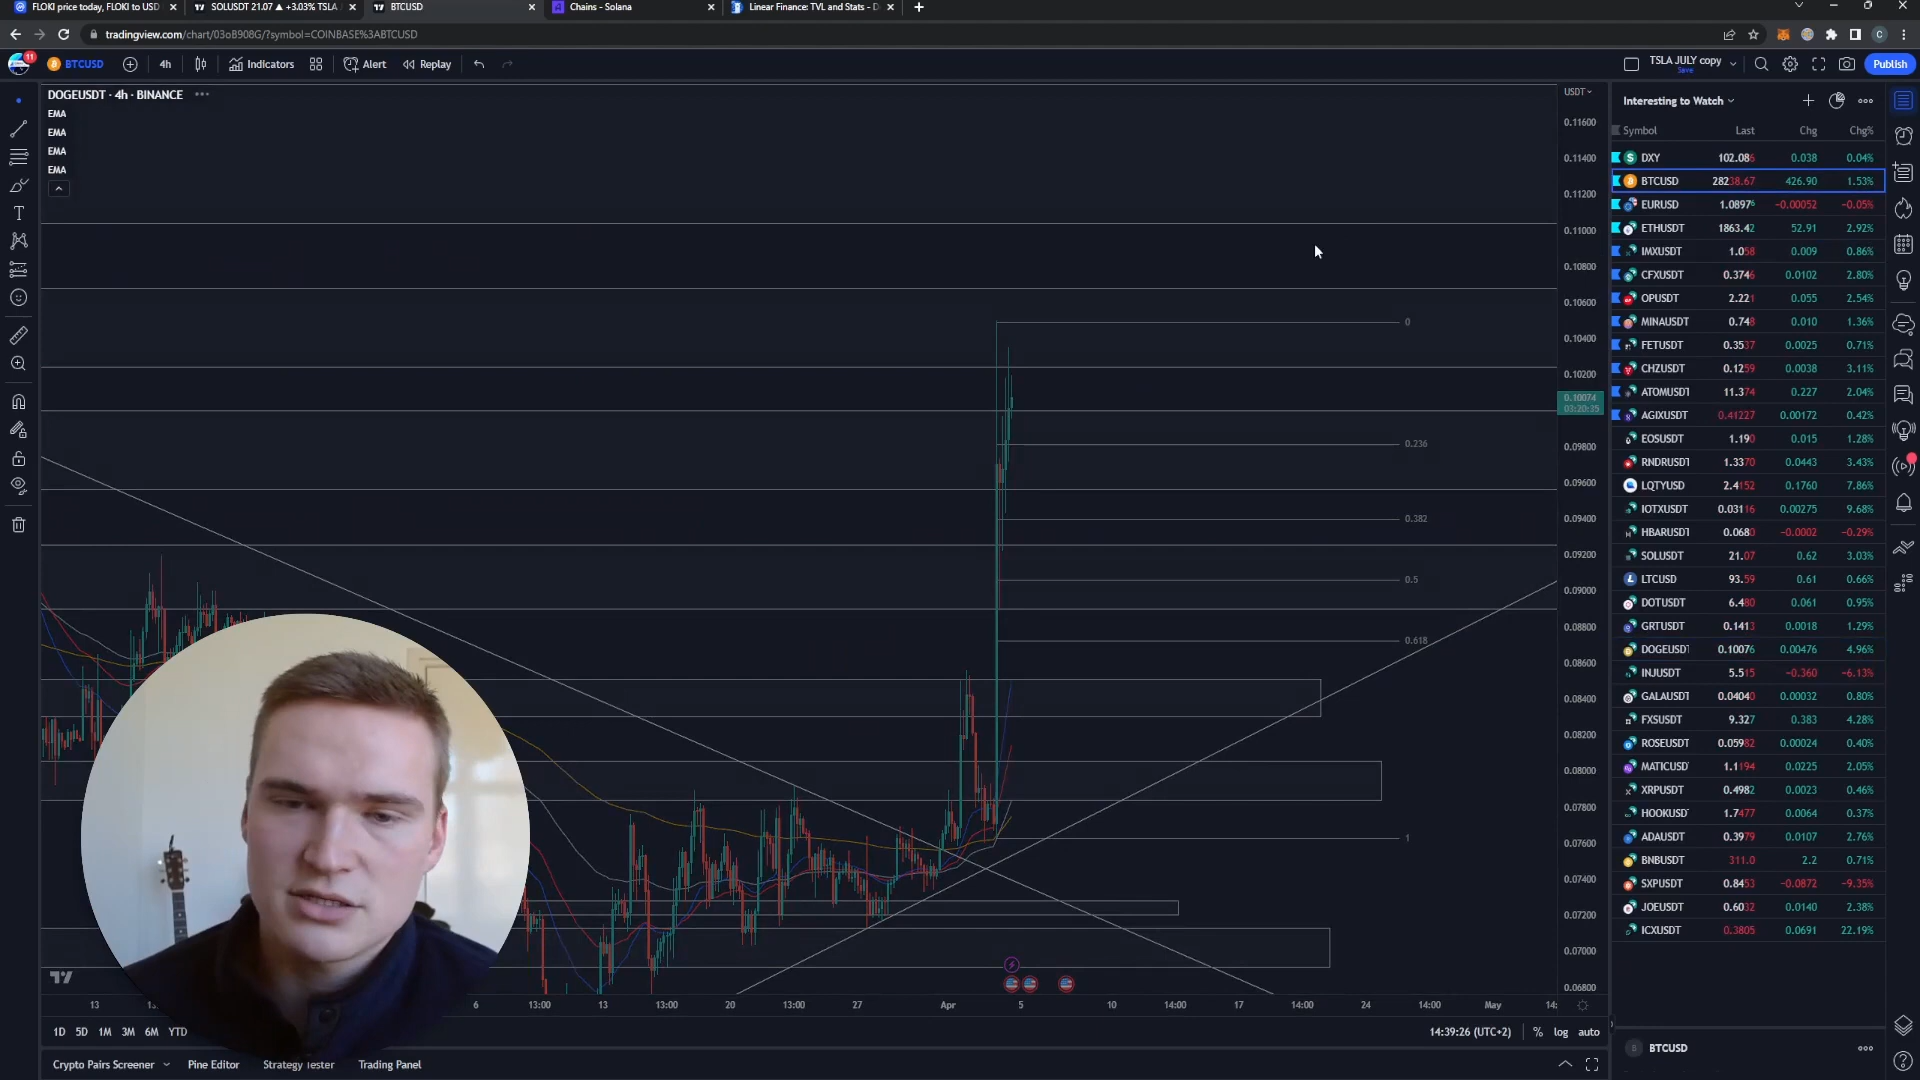 FLOKI price today, FLOKI to USD
SOLUSDT 21.07 ▲ +3.03% TSLA
BTCUSD
Chains - Solana
Linear Finance: TVL and Stats - D
tradingview.com/chart/03oB908G/?symbol=COINBASE%3ABTCUSD
11
BTCUSD
4h
Indicators
Alert
Replay
TSLA JULY copy
Save
Publish
DOGEUSDT · 4h · BINANCE
EMA
EMA
EMA
EMA
USDT
0.11600
0.11400
0.11200
0.11000
0.10800
0.10600
0.10400
0.10200
0.10074
03:20:35
0.09800
0.09600
0.09400
0.09200
0.09000
0.08800
0.08600
0.08400
0.08200
0.08000
0.07800
0.07600
0.07400
0.07200
0.07000
0.06800
0
0.236
0.382
0.5
0.618
1
Interesting to Watch
Symbol Last Chg Chg%
DXY 102.086 0.038 0.04%
BTCUSD 28238.67 426.90 1.53%
EURUSD 1.08976 -0.00052 -0.05%
ETHUSDT 1863.42 52.91 2.92%
IMXUSDT 1.058 0.009 0.86%
CFXUSDT 0.3746 0.0102 2.80%
OPUSDT 2.221 0.055 2.54%
MINAUSDT 0.748 0.010 1.36%
FETUSDT 0.3537 0.0025 0.71%
CHZUSDT 0.1259 0.0038 3.11%
ATOMUSDT 11.374 0.227 2.04%
AGIXUSDT 0.41227 0.00172 0.42%
EOSUSDT 1.190 0.015 1.28%
RNDRUSDT 1.3370 0.0443 3.43%
LQTYUSD 2.4152 0.1760 7.86%
IOTXUSDT 0.03116 0.00275 9.68%
HBARUSDT 0.0680 -0.0002 -0.29%
SOLUSDT 21.07 0.62 3.03%
LTCUSD 93.59 0.61 0.66%
DOTUSDT 6.480 0.061 0.95%
GRTUSDT 0.1413 0.0018 1.29%
DOGEUSDT 0.10076 0.00476 4.96%
INJUSDT 5.515 -0.360 -6.13%
GALAUSDT 0.04040 0.00032 0.80%
FXSUSDT 9.327 0.383 4.28%
ROSEUSDT 0.05982 0.00024 0.40%
MATICUSD 1.1194 0.0225 2.05%
XRPUSDT 0.4982 0.0023 0.46%
HOOKUSD 1.7477 0.0064 0.37%
ADAUSDT 0.3979 0.0107 2.76%
BNBUSDT 311.0 2.2 0.71%
SXPUSDT 0.8453 -0.0872 -9.35%
JOEUSDT 0.6032 0.0140 2.38%
ICXUSDT 0.3805 0.0691 22.19%
13 6 13:00 13 13:00 20 13:00 27 Apr 5 10 14:00 17 14:00 24 14:00 May 14:
1D 5D 1M 3M 6M YTD
14:39:26 (UTC+2) % log auto
Crypto Pairs Screener Pine Editor Strategy Tester Trading Panel
BTCUSD